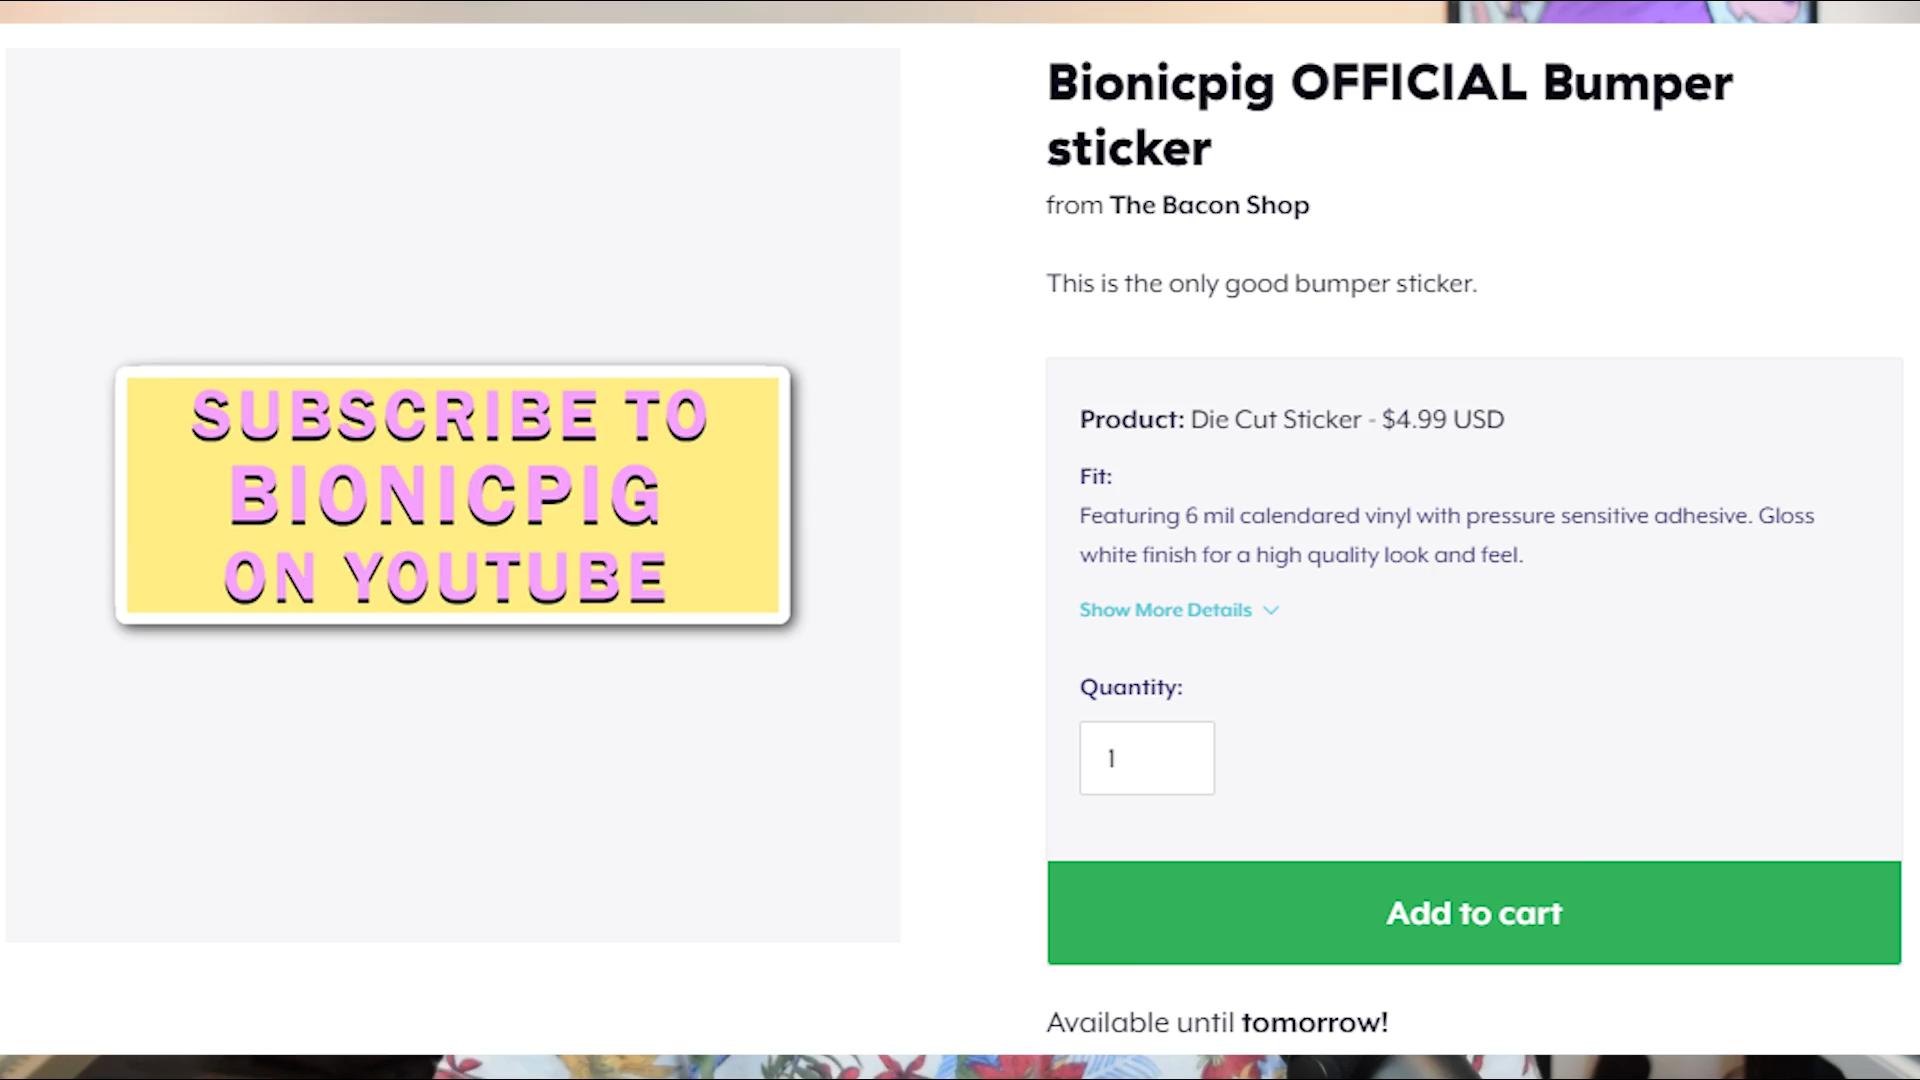 SUBSCRIBE TO
BIONICPIG
ON YOUTUBE
Bionicpig OFFICIAL Bumper
sticker
from The Bacon Shop
This is the only good bumper sticker.
Product: Die Cut Sticker - $4.99 USD
Fit:
Featuring 6 mil calendared vinyl with pressure sensitive adhesive. Gloss
white finish for a high quality look and feel.
Show More Details
Quantity:
1
Add to cart
Available until tomorrow!